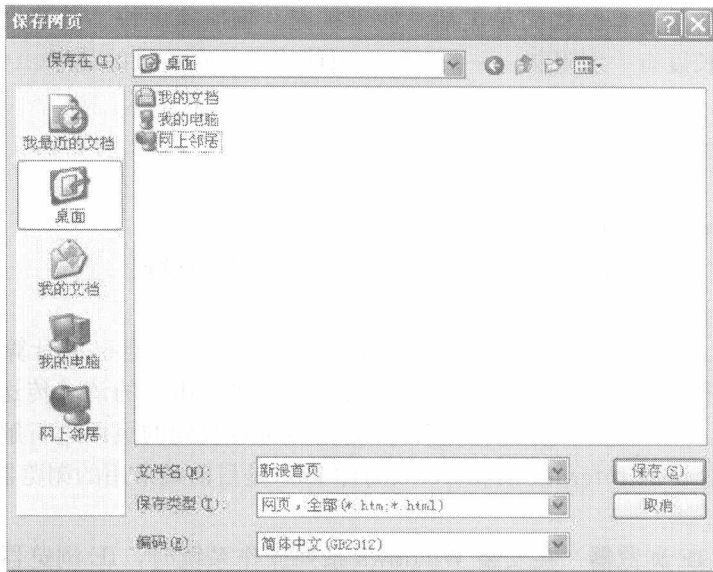 保存网页
保存在(I):
桌面
我最近的文档
桌面
我的文档
我的电脑
网上邻居
我的文档
我的电脑
网上邻居
文件名(N):
新浪首页
保存(S)
保存类型(T):
网页，全部(*.htm;*.html)
取消
编码(E):
简体中文(GB2312)